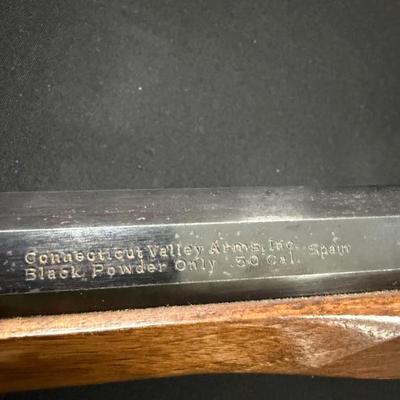 Connecticut Valley Arms, Inc. Spain
Black Powder Only 50 Cal.